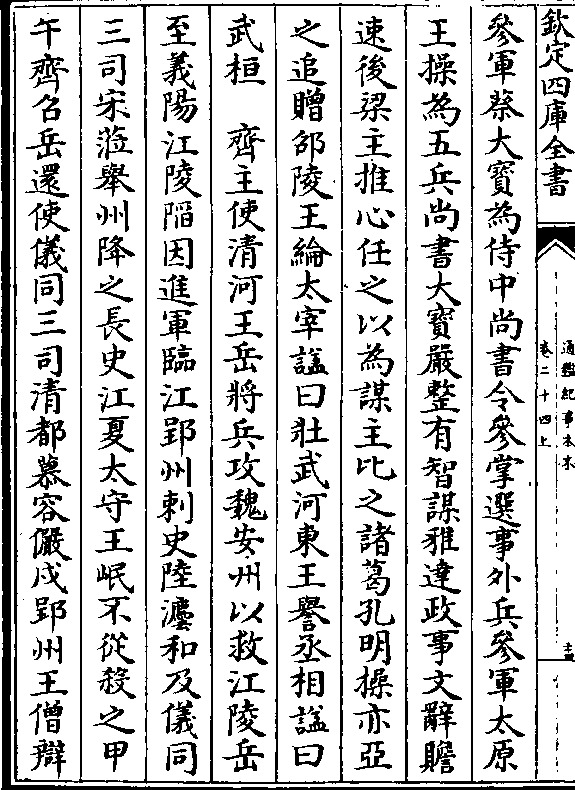 欽定四庫全書
通鑑紀事本末
卷二十四上
參軍蔡大寶為侍中尚書令參掌選事外兵參軍太原
王操為五兵尚書大寶嚴整有智謀雅達政事文辭贍
速後梁主推心任之以為謀主比之諸葛孔明操亦亞
之追贈邵陵王綸太宰諡曰壯武河東王譽丞相諡曰
武桓　齊主使清河王岳將兵攻魏安州以救江陵岳
至義陽江陵陷因進軍臨江郢州刺史陸灋和及儀同
三司宋蒞舉州降之長史江夏太守王岷不從殺之甲
午齊召岳還使儀同三司清都慕容儼戍郢州王僧辯